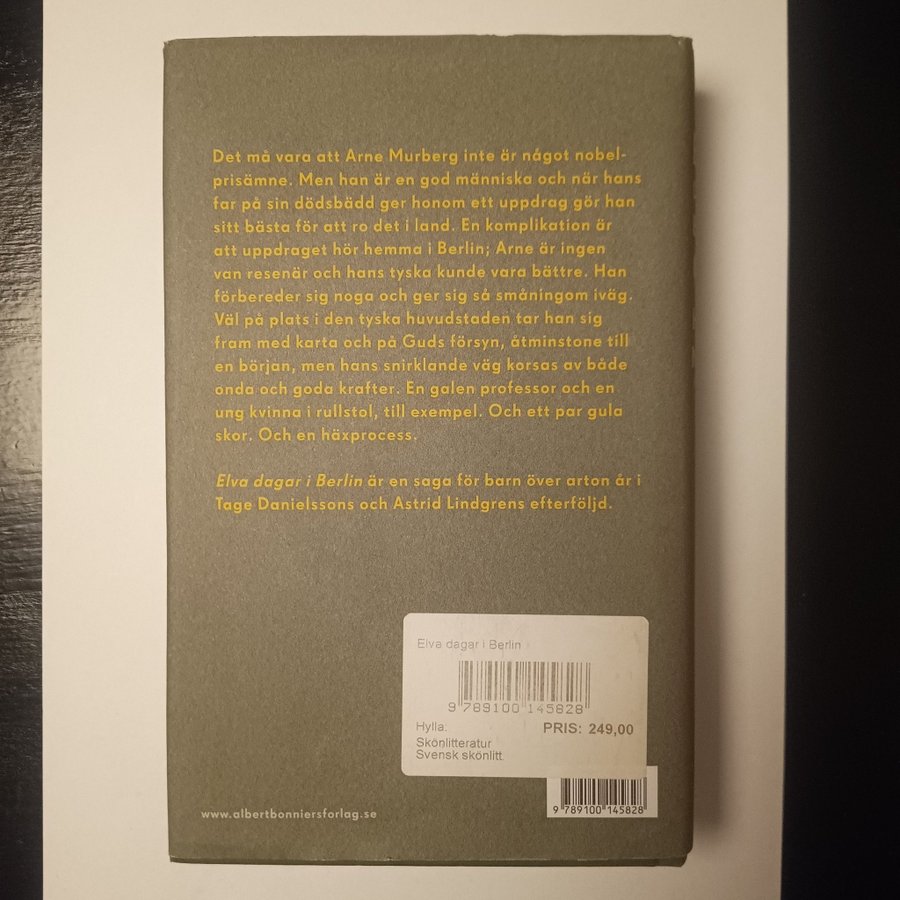 Det må vara att Arne Murberg inte är något nobel-
prisämne. Men han är en god människa och när hans
far på sin dödsbädd ger honom ett uppdrag gör han
sitt bästa för att ro det i land. En komplikation är
att uppdraget hör hemma i Berlin; Arne är ingen
van resenär och hans tyska kunde vara bättre. Han
förbereder sig noga och ger sig så småningom iväg.
Väl på plats i den tyska huvudstaden tar han sig
fram med karta och på Guds försyn, åtminstone till
en början, men hans snirklande väg korsas av både
onda och goda krafter. En galen professor och en
ung kvinna i rullstol, till exempel. Och ett par gula
skor. Och en häxprocess.
Elva dagar i Berlin är en saga för barn över arton år i
Tage Danielssons och Astrid Lindgrens efterföljd.
Elva dagar i Berlin
9 789100 145828
Hylla: PRIS: 249,00
Skönlitteratur
Svensk skönlitt
9 789100 145828
www.albertbonniersforlag.se